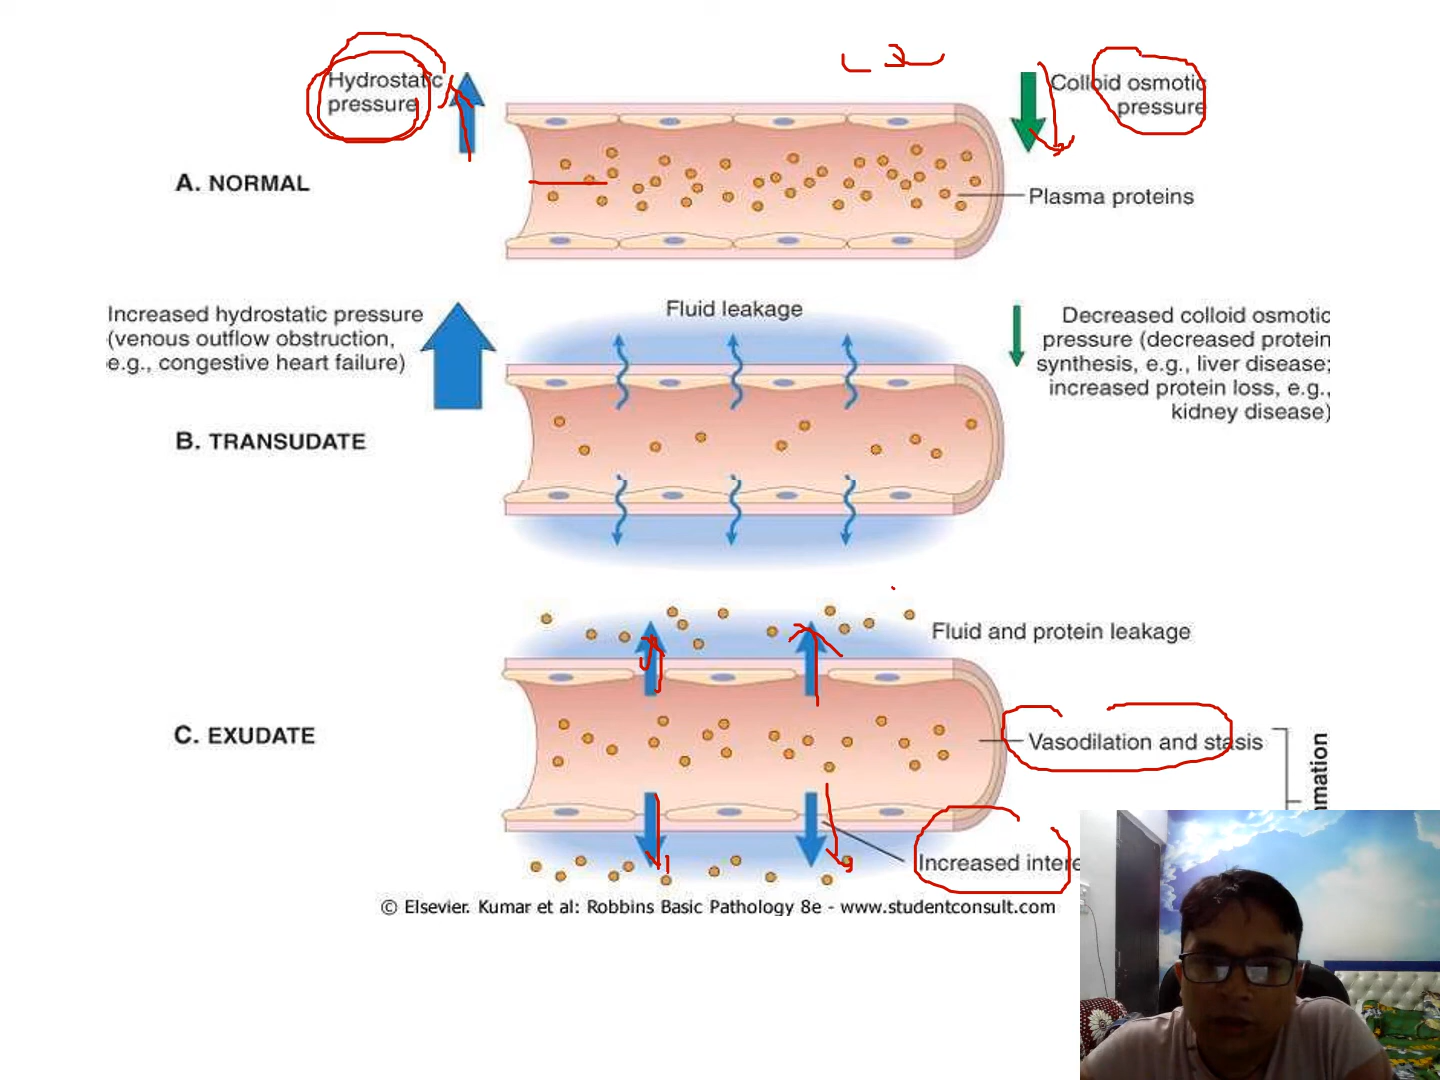 Hydrostatic
pressure
Colloid osmotic
pressure
A. NORMAL
Plasma proteins
Increased hydrostatic pressure
(venous outflow obstruction,
e.g., congestive heart failure)
Fluid leakage
Decreased colloid osmotic
pressure (decreased protein
synthesis, e.g., liver disease;
increased protein loss, e.g.,
kidney disease)
B. TRANSUDATE
Fluid and protein leakage
C. EXUDATE
Vasodilation and stasis
Increased
© Elsevier. Kumar et al: Robbins Basic Pathology 8e - www.studentconsult.com